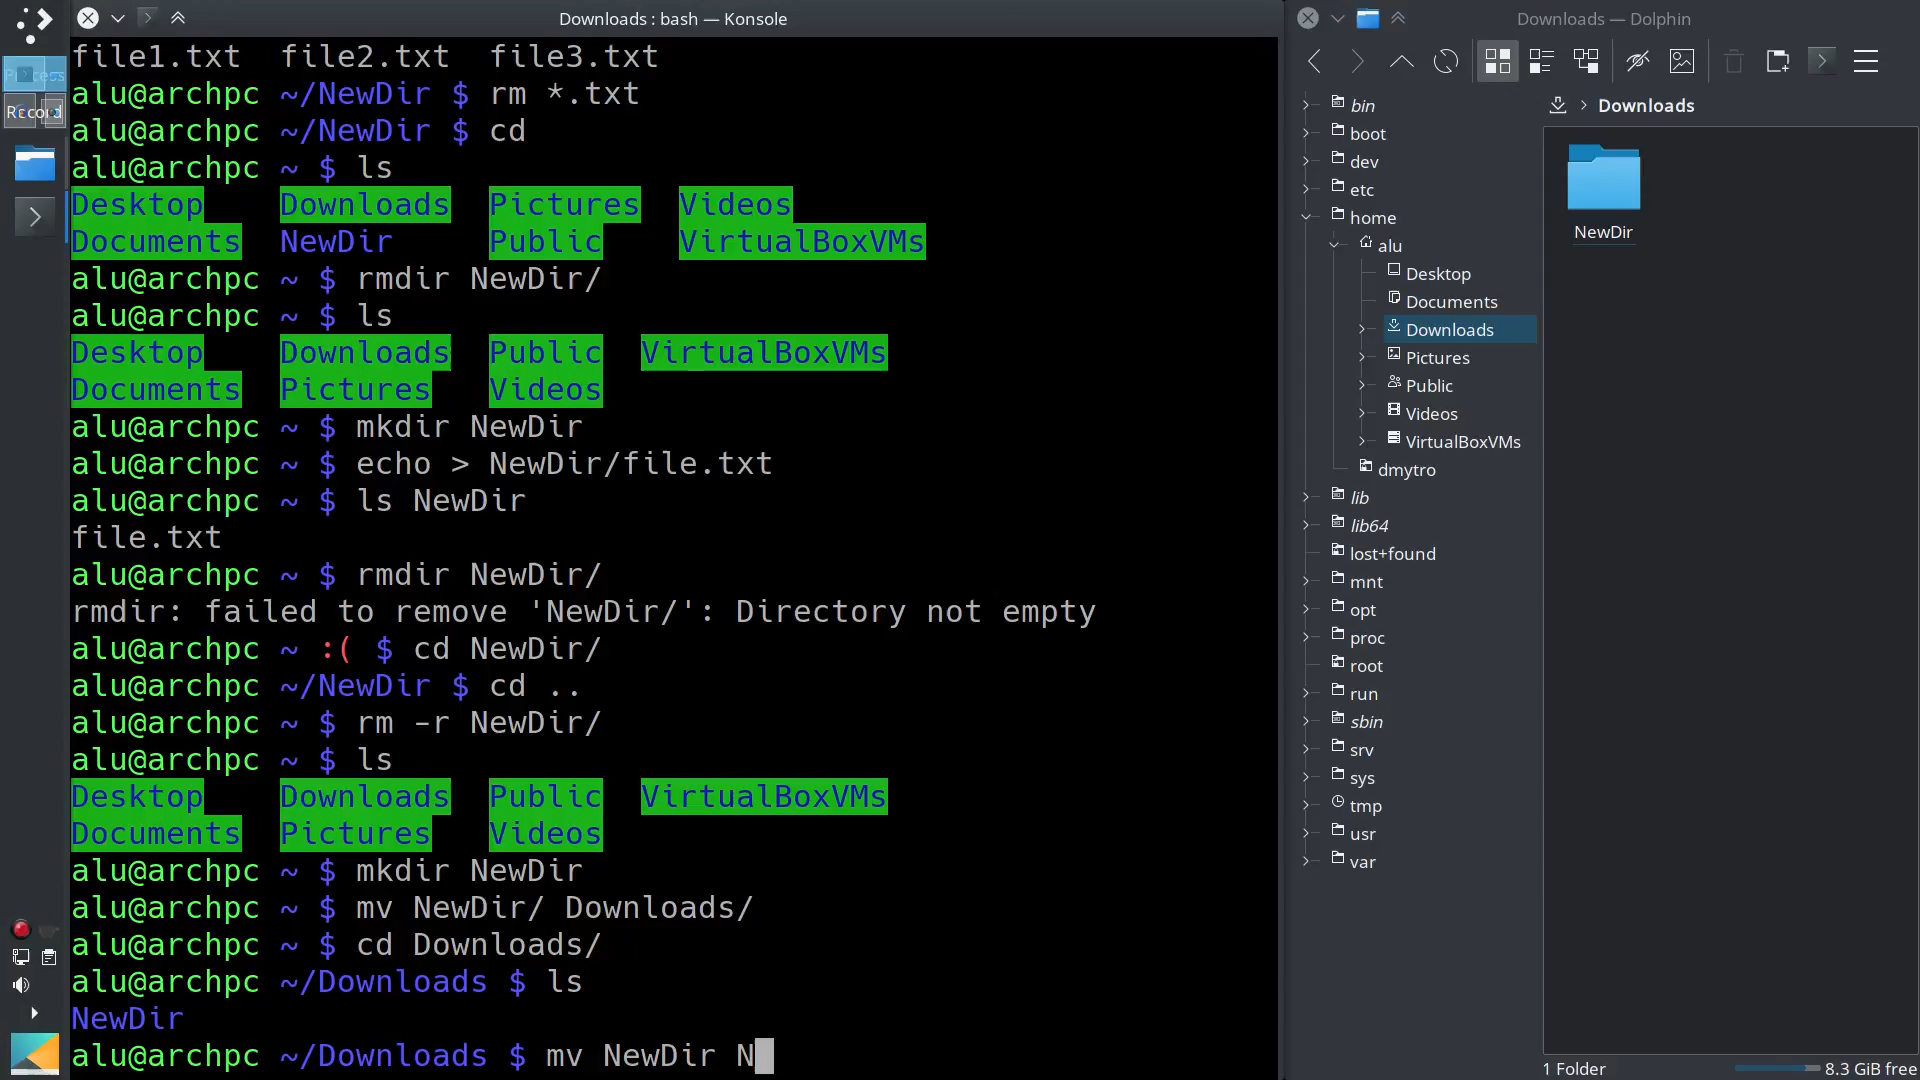 Downloads : bash — Konsole
file1.txt  file2.txt  file3.txt
alu@archpc ~/NewDir $ rm *.txt
alu@archpc ~/NewDir $ cd
alu@archpc ~ $ ls
Desktop    Downloads  Pictures  Videos
Documents  NewDir     Public    VirtualBoxVMs
alu@archpc ~ $ rmdir NewDir/
alu@archpc ~ $ ls
Desktop    Downloads  Public  VirtualBoxVMs
Documents  Pictures   Videos
alu@archpc ~ $ mkdir NewDir
alu@archpc ~ $ echo > NewDir/file.txt
alu@archpc ~ $ ls NewDir
file.txt
alu@archpc ~ $ rmdir NewDir/
rmdir: failed to remove 'NewDir/': Directory not empty
alu@archpc ~ :( $ cd NewDir/
alu@archpc ~/NewDir $ cd ..
alu@archpc ~ $ rm -r NewDir/
alu@archpc ~ $ ls
Desktop    Downloads  Public  VirtualBoxVMs
Documents  Pictures   Videos
alu@archpc ~ $ mkdir NewDir
alu@archpc ~ $ mv NewDir/ Downloads/
alu@archpc ~ $ cd Downloads/
alu@archpc ~/Downloads $ ls
NewDir
alu@archpc ~/Downloads $ mv NewDir N
Downloads — Dolphin
bin
boot
dev
etc
home
alu
Desktop
Documents
Downloads
Pictures
Public
Videos
VirtualBoxVMs
dmytro
lib
lib64
lost+found
mnt
opt
proc
root
run
sbin
srv
sys
tmp
usr
var
> Downloads
NewDir
1 Folder
8.3 GiB free